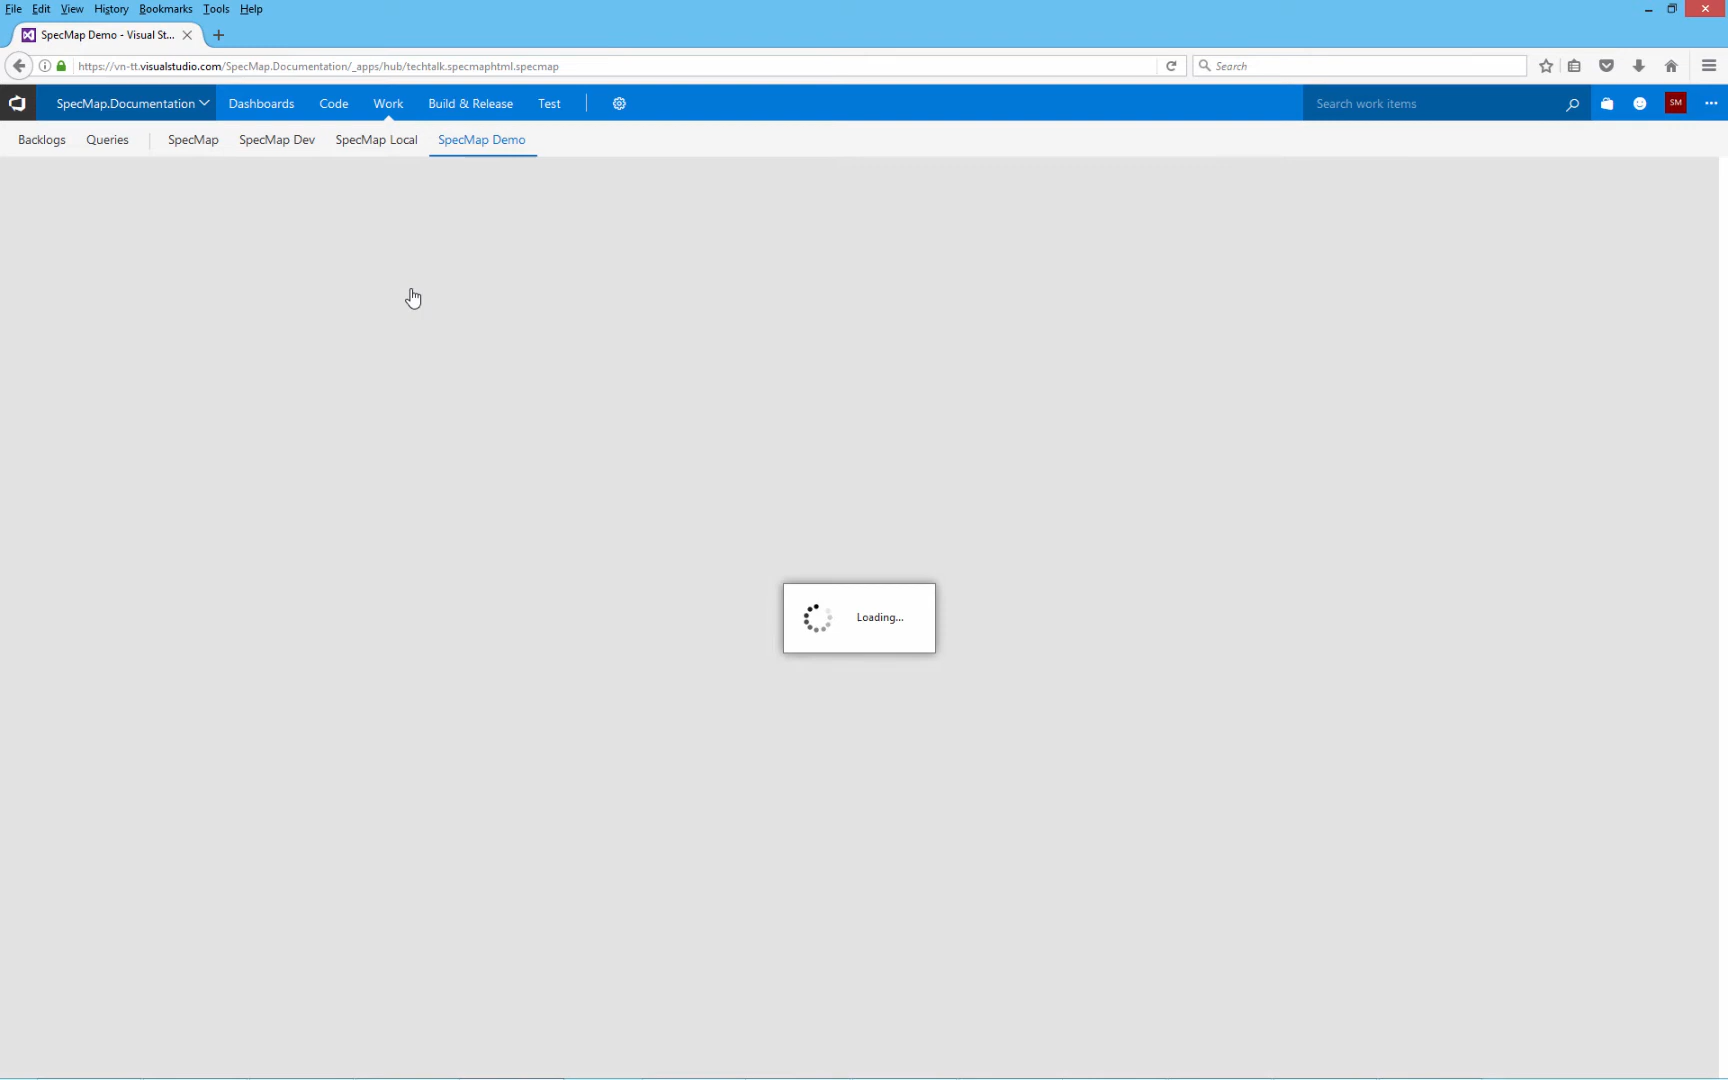 File Edit View History Bookmarks Tools Help
SpecMap Demo - Visual St...
https://vn-tt.visualstudio.com/SpecMap.Documentation/_apps/hub/techtalk.specmaphtml.specmap
Search
SpecMap.Documentation Dashboards Code Work Build & Release Test Search work items SM
Backlogs Queries SpecMap SpecMap Dev SpecMap Local SpecMap Demo
Loading...